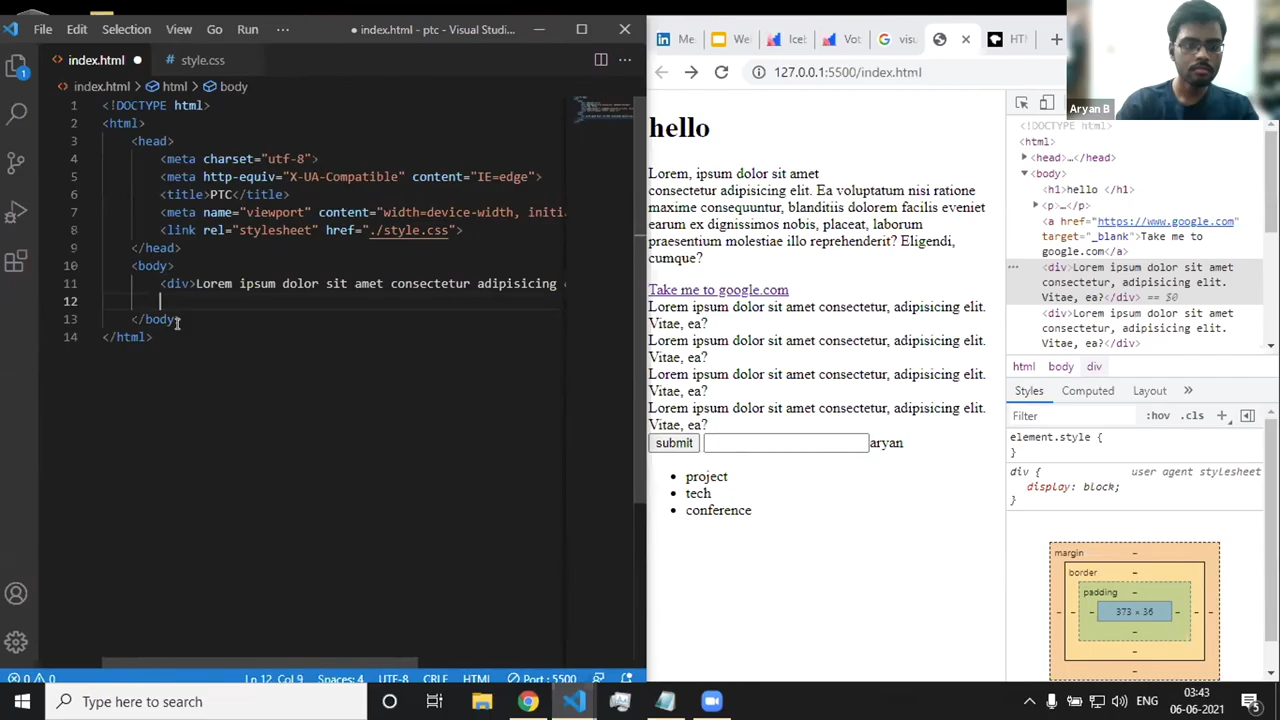 File Edit Selection View Go Run ··· ● index.html - ptc - Visual Studi...
index.html ●
style.css
index.html > html > body
1 <!DOCTYPE html>
2 <html>
3 <head>
4 <meta charset="utf-8">
5 <meta http-equiv="X-UA-Compatible" content="IE=edge">
6 <title>PTC</title>
7 <meta name="viewport" content="width=device-width, initia
8 <link rel="stylesheet" href="./style.css">
9 </head>
10 <body>
11 <div>Lorem ipsum dolor sit amet consectetur adipisicing
12
13 </body>
14 </html>
1
0 0 Ln 12, Col 9 Spaces: 4 UTF-8 CRLF HTML Port : 5500
Me
We
Icet
Vot
visu
HT
127.0.0.1:5500/index.html
hello
Lorem, ipsum dolor sit amet
consectetur adipisicing elit. Ea voluptatum nisi ratione
maxime consequuntur, blanditiis dolorem facilis eveniet
earum ex dignissimos nobis, placeat, laborum
praesentium molestiae illo reprehenderit? Eligendi,
cumque?
Take me to google.com
Lorem ipsum dolor sit amet consectetur, adipisicing elit.
Vitae, ea?
Lorem ipsum dolor sit amet consectetur, adipisicing elit.
Vitae, ea?
Lorem ipsum dolor sit amet consectetur, adipisicing elit.
Vitae, ea?
Lorem ipsum dolor sit amet consectetur, adipisicing elit.
Vitae, ea?
submit aryan
• project
• tech
• conference
Aryan B
<!DOCTYPE html>
<html>
<head>…</head>
<body>
<h1>hello </h1>
<p>…</p>
<a href="https://www.google.com"
target="_blank">Take me to
google.com</a>
<div>Lorem ipsum dolor sit amet
consectetur, adipisicing elit.
Vitae, ea?</div> == $0
<div>Lorem ipsum dolor sit amet
consectetur, adipisicing elit.
Vitae, ea?</div>
html body div
Styles Computed Layout »
Filter :hov .cls +
element.style {
}
div { user agent stylesheet
display: block;
}
margin –
border –
padding –
– – – 373 × 36 – – –
–
–
–
Type here to search
ENG
03:43
06-06-2021
5